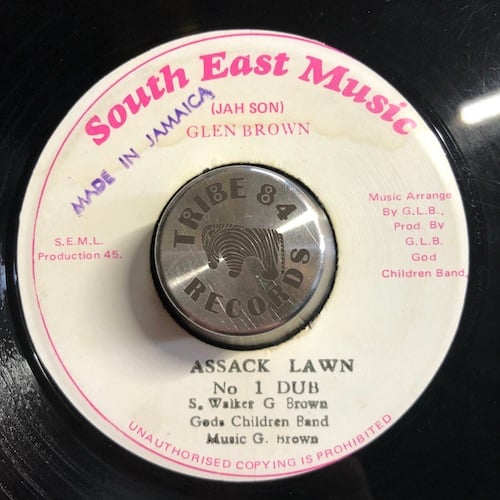 South East Music
(JAH SON)
GLEN BROWN
MADE IN JAMAICA
S.E.M.L.
Production 45.
Music Arrange
By G.L.B.,
Prod By
G.L.B.
God
Children Band
TRIBE 84
RECORDS
ASSACK LAWN
No 1 DUB
S. Walker G Brown
Gods Children Band
Music G. Brown
UNAUTHORISED COPYING IS PROHIBITED